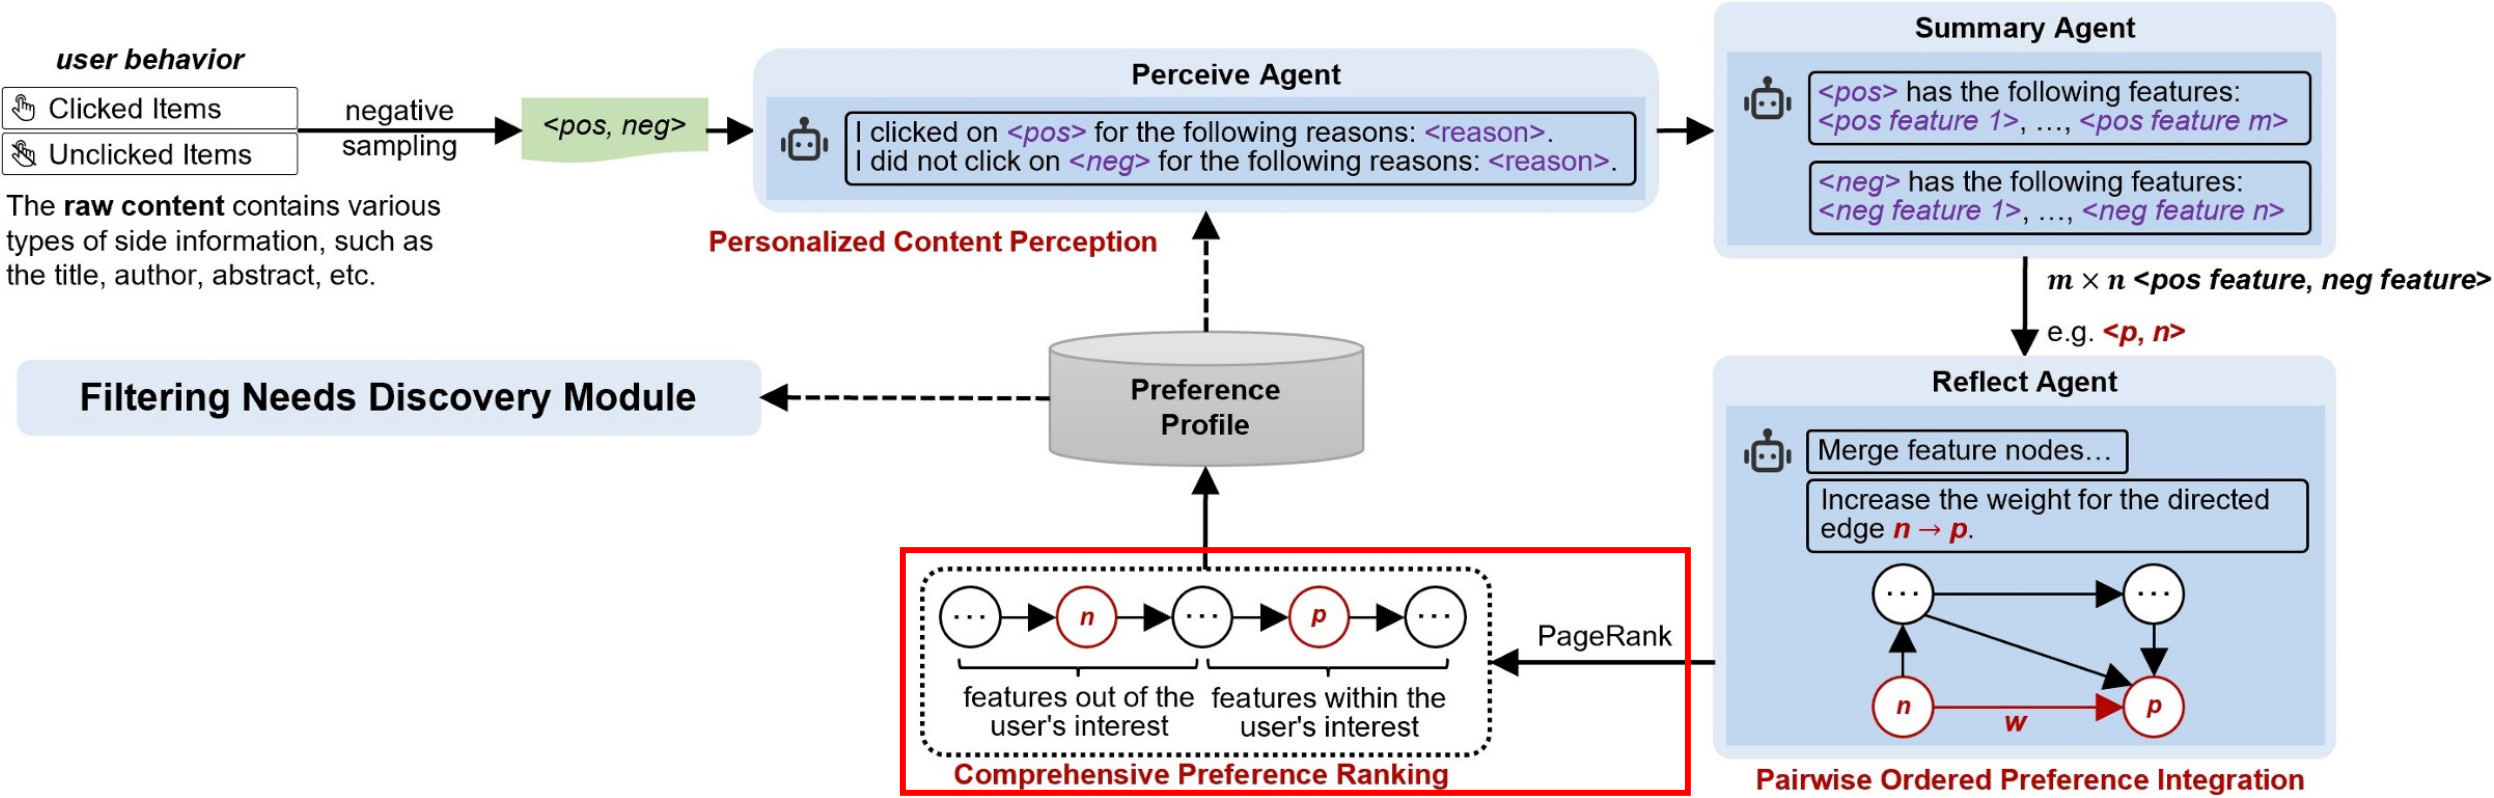 user behavior
Clicked Items
Unclicked Items
The raw content contains various
types of side information, such as
the title, author, abstract, etc.
negative
sampling
<pos, neg>
Perceive Agent
I clicked on <pos> for the following reasons: <reason>.
I did not click on <neg> for the following reasons: <reason>.
Personalized Content Perception
Summary Agent
<pos> has the following features:
<pos feature 1>, ..., <pos feature m>
<neg> has the following features:
<neg feature 1>, ..., <neg feature n>
m × n <pos feature, neg feature>
e.g. <p, n>
Reflect Agent
Merge feature nodes...
Increase the weight for the directed
edge n → p.
... ...
n w p
Pairwise Ordered Preference Integration
PageRank
... n ... p ...
features out of the
user's interest
features within the
user's interest
Comprehensive Preference Ranking
Preference
Profile
Filtering Needs Discovery Module